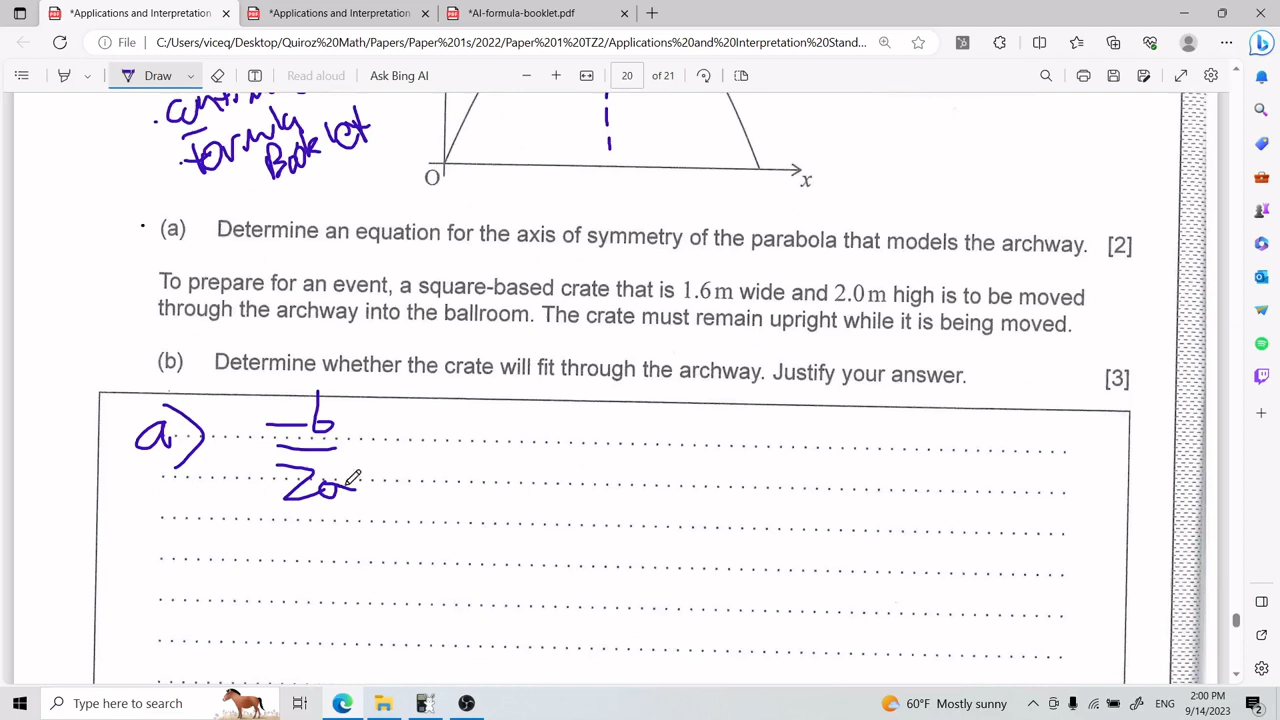 *Applications and Interpretation
*Applications and Interpretation
*AI-formula-booklet.pdf
File
C:/Users/viceq/Desktop/Quiroz%20Math/Papers/Paper%201s/2022/Paper%201%20TZ2/Applications%20and%20Interpretation%20Stand...
Draw
Read aloud
Ask Bing AI
20 of 21
formula
Booklet
O
x
(a) Determine an equation for the axis of symmetry of the parabola that models the archway. [2]
To prepare for an event, a square-based crate that is 1.6 m wide and 2.0 m high is to be moved
through the archway into the ballroom. The crate must remain upright while it is being moved.
(b) Determine whether the crate will fit through the archway. Justify your answer. [3]
a) -b
2a
Type here to search
60°F Mostly sunny
ENG
2:00 PM
9/14/2023
2